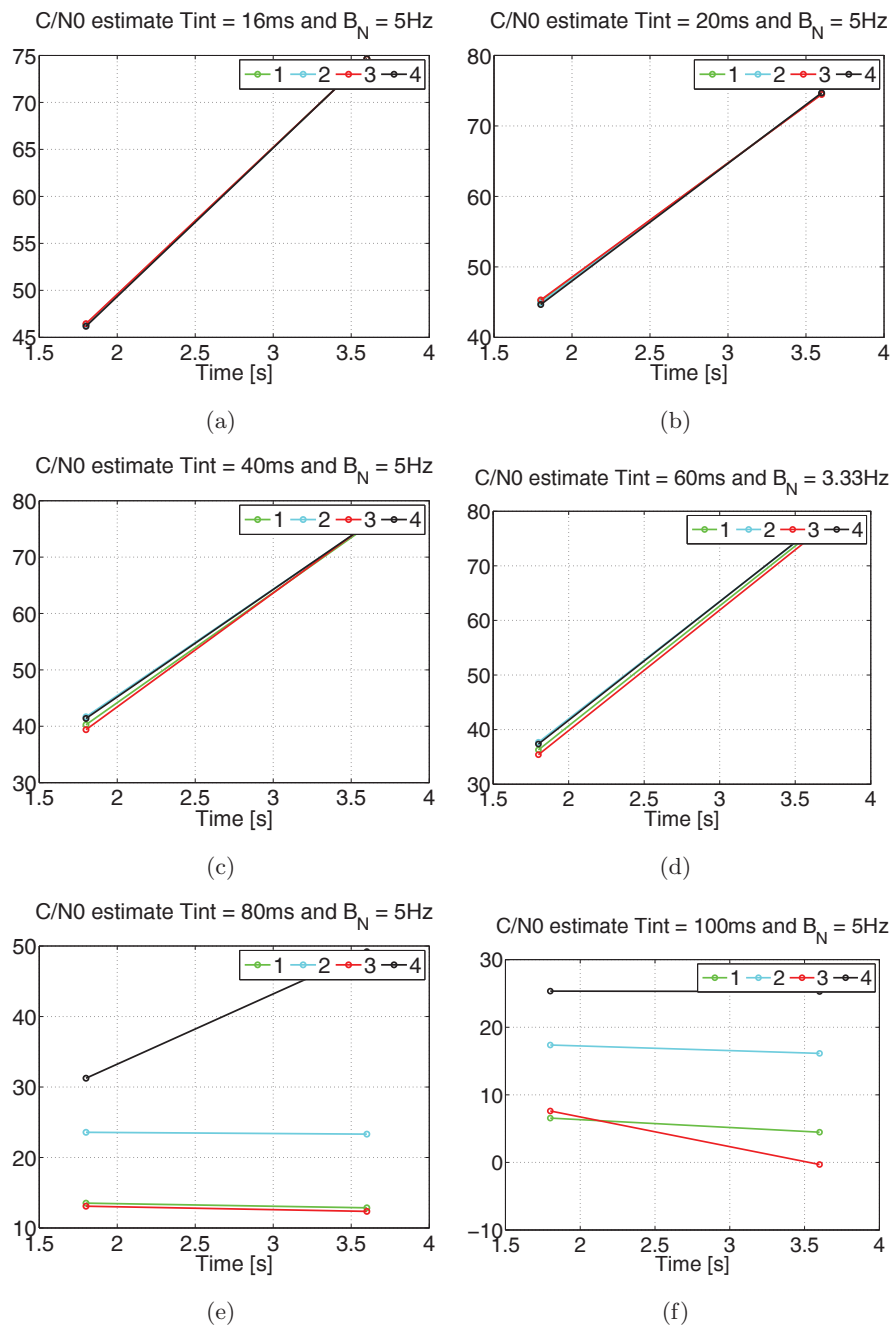 C/N0 estimate Tint = 16ms and B_N = 5Hz
75
70
65
60
55
50
45
1.5 2 2.5 3 3.5 4
1 2 3 4
Time [s]
(a)
C/N0 estimate Tint = 20ms and B_N = 5Hz
80
70
60
50
40
1.5 2 2.5 3 3.5 4
1 2 3 4
Time [s]
(b)
C/N0 estimate Tint = 40ms and B_N = 5Hz
80
70
60
50
40
30
1.5 2 2.5 3 3.5 4
1 2 3 4
Time [s]
(c)
C/N0 estimate Tint = 60ms and B_N = 3.33Hz
80
70
60
50
40
30
1.5 2 2.5 3 3.5 4
1 2 3 4
Time [s]
(d)
C/N0 estimate Tint = 80ms and B_N = 5Hz
50
40
30
20
10
1.5 2 2.5 3 3.5 4
1 2 3 4
Time [s]
(e)
C/N0 estimate Tint = 100ms and B_N = 5Hz
30
20
10
0
−10
1.5 2 2.5 3 3.5 4
1 2 3 4
Time [s]
(f)